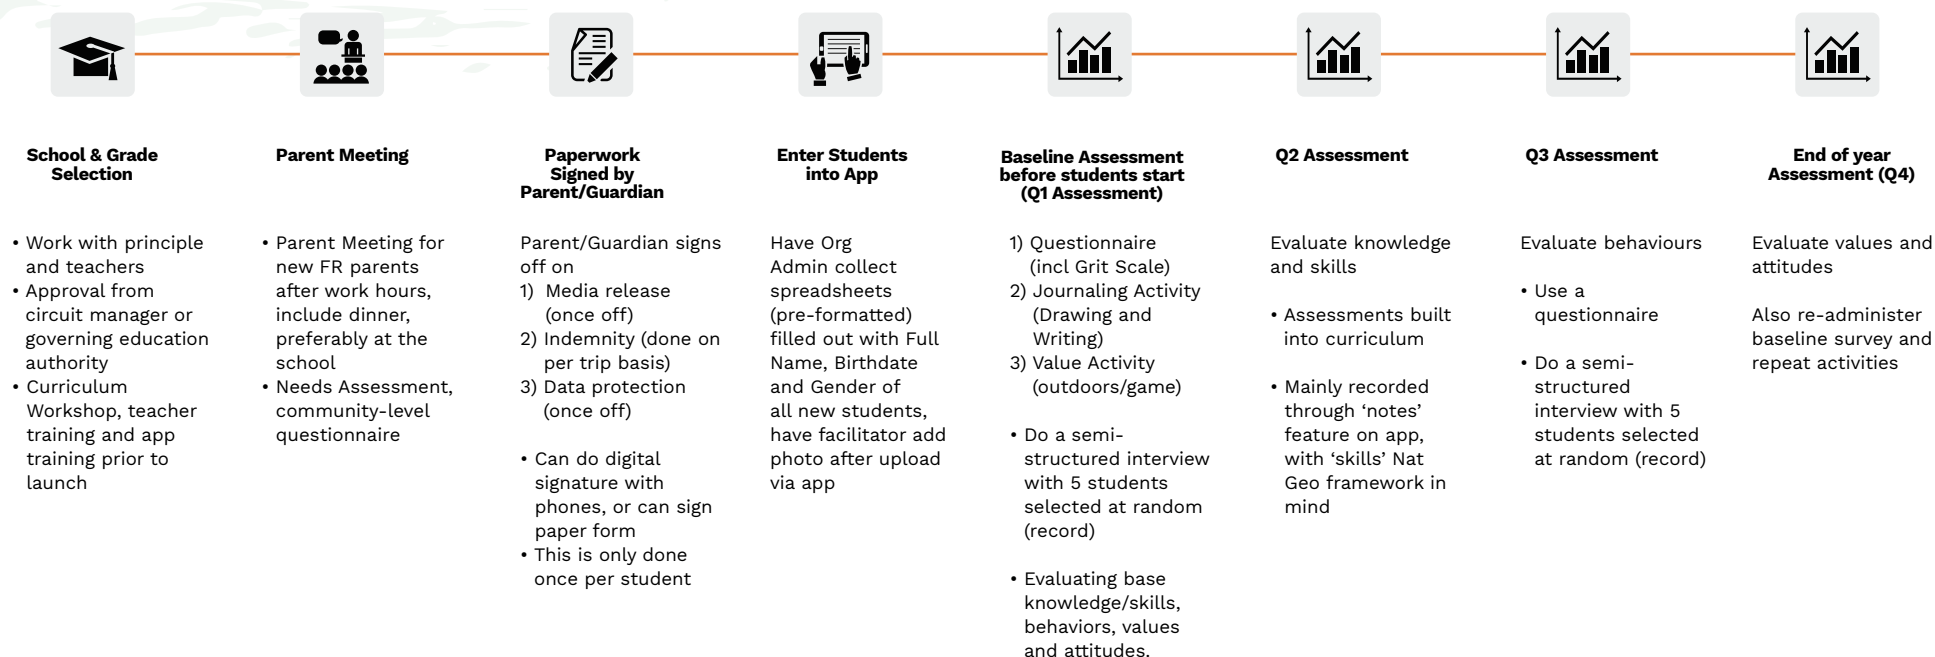 School & Grade
Selection
• Work with principle
and teachers
• Approval from
circuit manager or
governing education
authority
• Curriculum
Workshop, teacher
training and app
training prior to
launch
Parent Meeting
• Parent Meeting for
new FR parents
after work hours,
include dinner,
preferably at the
school
• Needs Assessment,
community-level
questionnaire
Paperwork
Signed by
Parent/Guardian
Parent/Guardian signs
off on
1) Media release
(once off)
2) Indemnity (done on
per trip basis)
3) Data protection
(once off)
• Can do digital
signature with
phones, or can sign
paper form
• This is only done
once per student
Enter Students
into App
Have Org
Admin collect
spreadsheets
(pre-formatted)
filled out with Full
Name, Birthdate
and Gender of
all new students,
have facilitator add
photo after upload
via app
Baseline Assessment
before students start
(Q1 Assessment)
1) Questionnaire
(incl Grit Scale)
2) Journaling Activity
(Drawing and
Writing)
3) Value Activity
(outdoors/game)
• Do a semi-
structured interview
with 5 students
selected at random
(record)
• Evaluating base
knowledge/skills,
behaviors, values
and attitudes.
Q2 Assessment
Evaluate knowledge
and skills
• Assessments built
into curriculum
• Mainly recorded
through ‘notes’
feature on app,
with ‘skills’ Nat
Geo framework in
mind
Q3 Assessment
Evaluate behaviours
• Use a
questionnaire
• Do a semi-
structured
interview with 5
students selected
at random (record)
End of year
Assessment (Q4)
Evaluate values and
attitudes
Also re-administer
baseline survey and
repeat activities